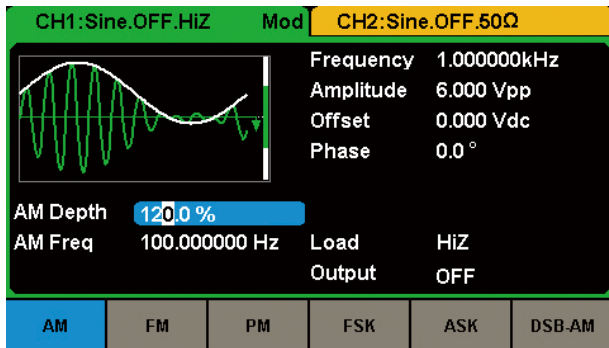 CH1:Sine.OFF.HiZ Mod CH2:Sine.OFF.50Ω
Frequency 1.000000kHz
Amplitude 6.000 Vpp
Offset 0.000 Vdc
Phase 0.0 °
AM Depth 120.0 %
AM Freq 100.000000 Hz Load HiZ
Output OFF
AM FM PM FSK ASK DSB-AM